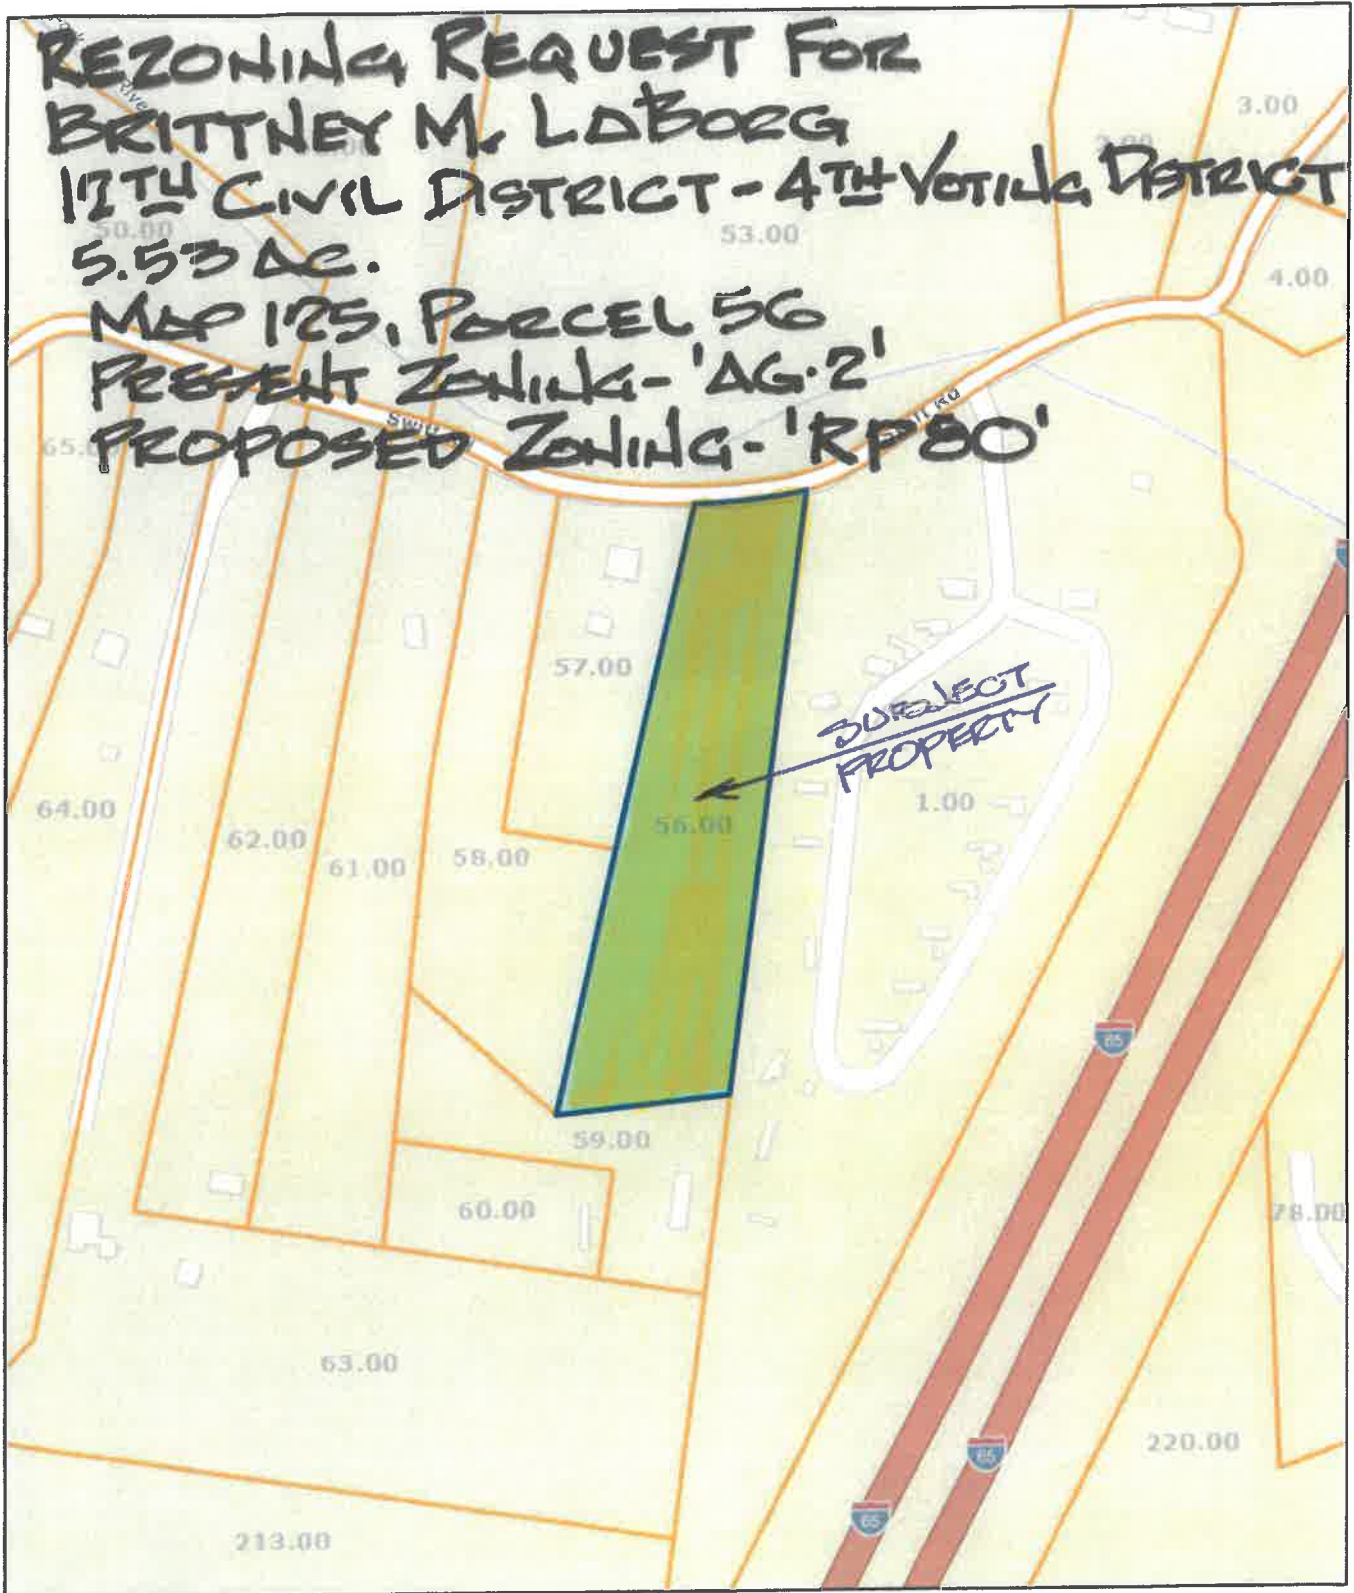 REZONING REQUEST FOR
BRITTNEY M. LABORG
17TH CIVIL DISTRICT - 4TH VOTING DISTRICT
5.53 AC.
MAP 125, PARCEL 56
PRESENT ZONING - 'AG-2'
PROPOSED ZONING - 'RP80'
3.00
50.00
53.00
4.00
57.00
SUBJECT
PROPERTY
64.00
62.00
61.00
58.00
56.00
1.00
65
59.00
60.00
78.00
63.00
65
220.00
65
213.00